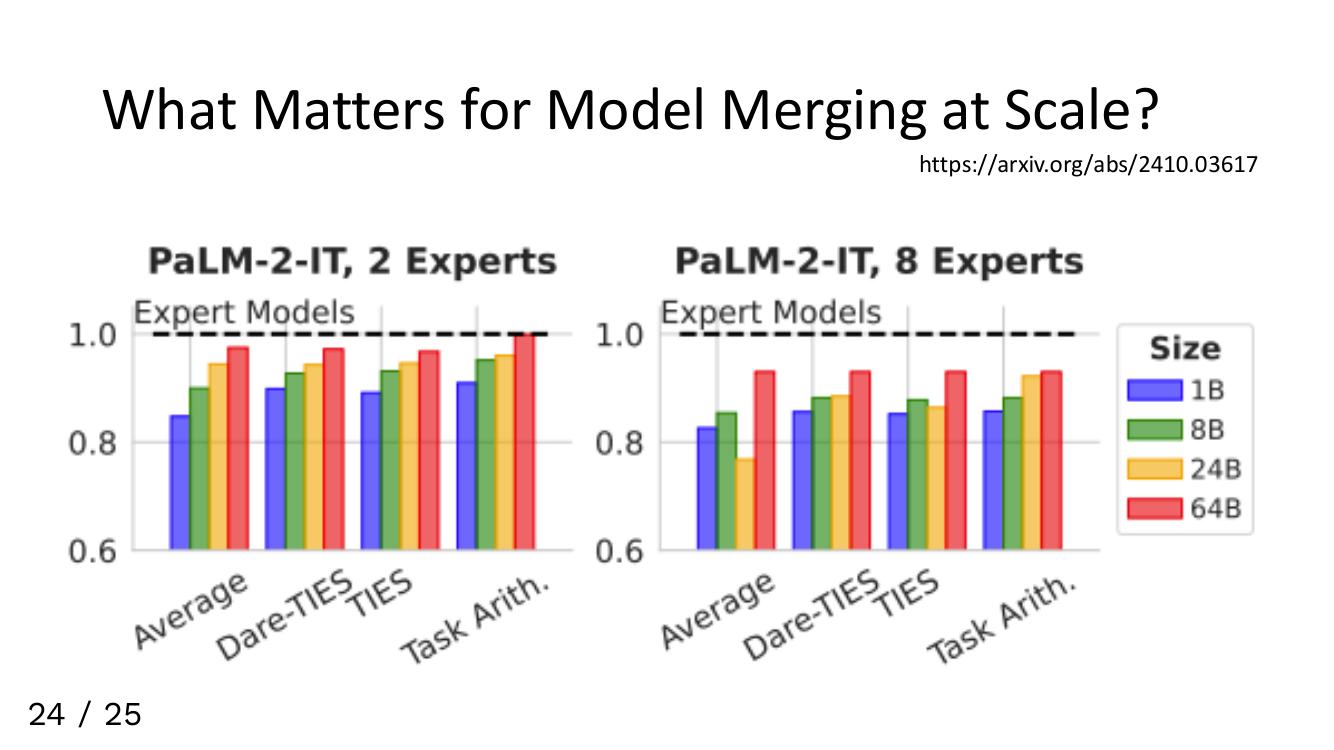 What Matters for Model Merging at Scale?
https://arxiv.org/abs/2410.03617
PaLM-2-IT, 2 Experts
Expert Models
1.0
0.8
0.6
Average
Dare-TIES
TIES
Task Arith.
PaLM-2-IT, 8 Experts
Expert Models
1.0
0.8
0.6
Average
Dare-TIES
TIES
Task Arith.
Size
1B
8B
24B
64B
24 / 25